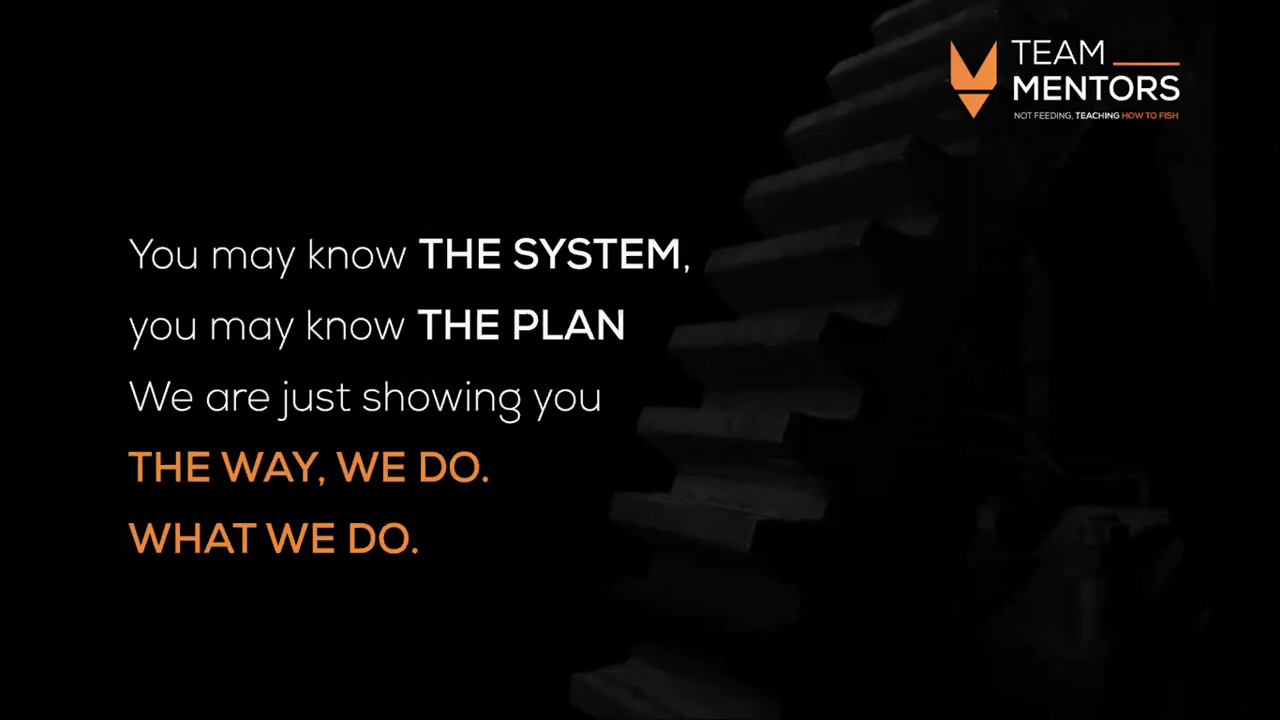 TEAM
MENTORS
NOT FEEDING, TEACHING HOW TO FISH
You may know THE SYSTEM,
you may know THE PLAN
We are just showing you
THE WAY, WE DO.
WHAT WE DO.